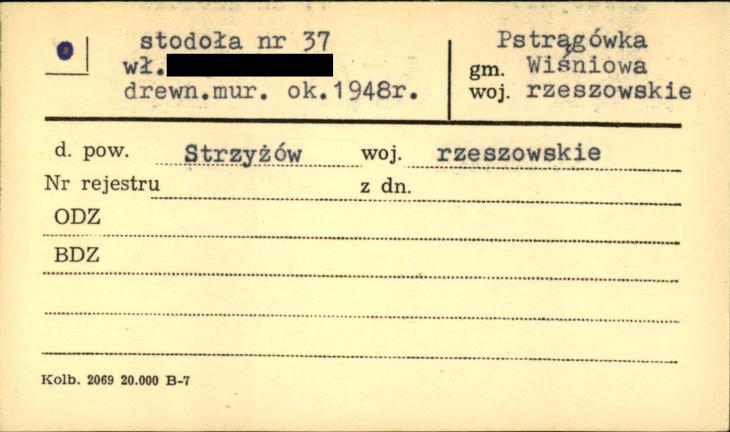 stodoła nr 37
wł.
drewn.mur. ok.1948r.
Pstrągówka
gm. Wiśniowa
woj. rzeszowskie
d. pow. Strzyżów woj. rzeszowskie
Nr rejestru z dn.
ODZ
BDZ
Kolb. 2069 20.000 B-7